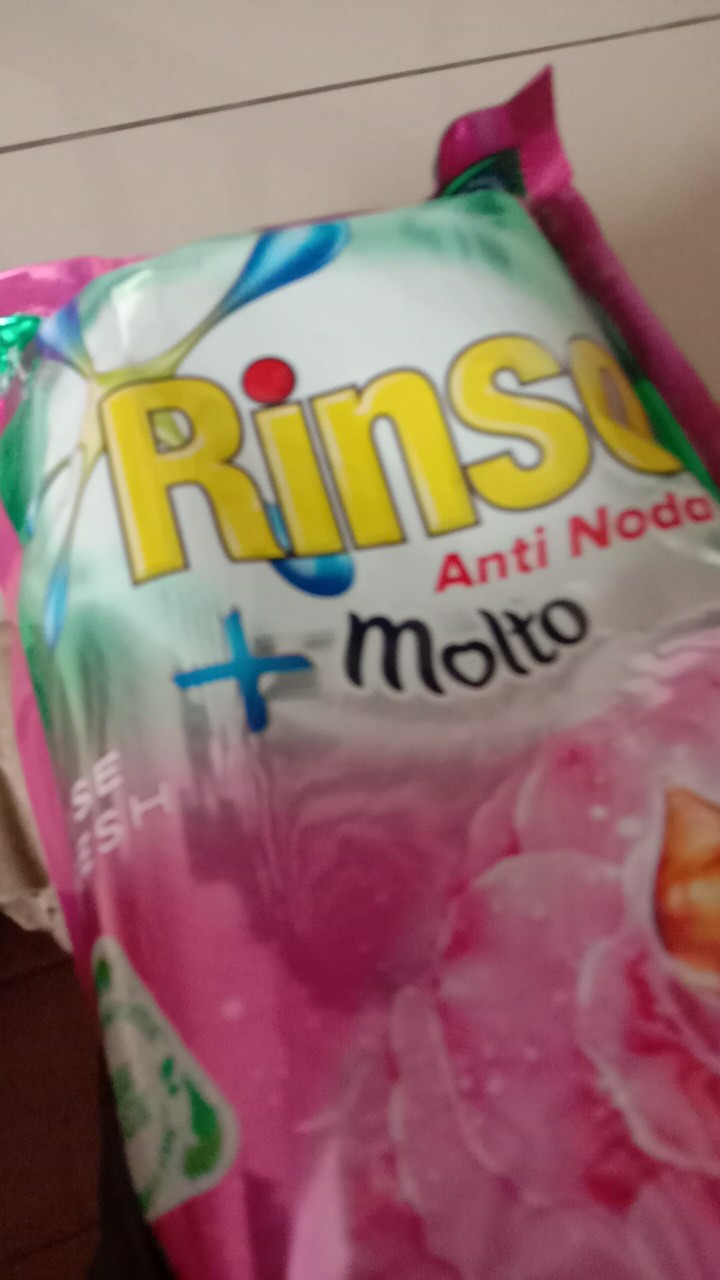 Rinso
Anti Noda
+ Molto